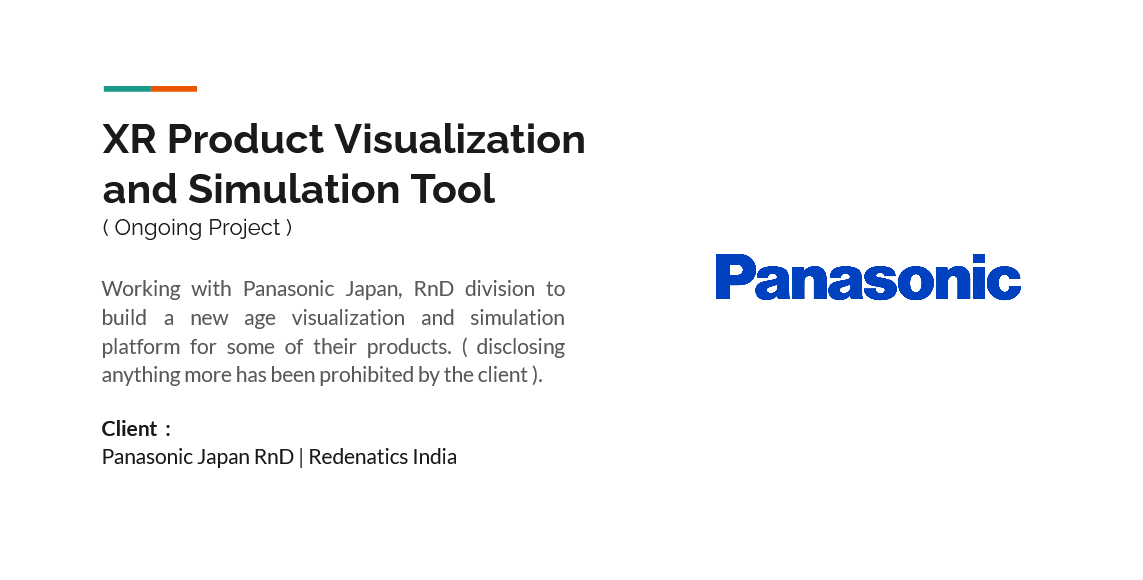 XR Product Visualization
and Simulation Tool
( Ongoing Project )
Working with Panasonic Japan, RnD division to
build a new age visualization and simulation
platform for some of their products. ( disclosing
anything more has been prohibited by the client ).
Client :
Panasonic Japan RnD | Redenatics India
Panasonic